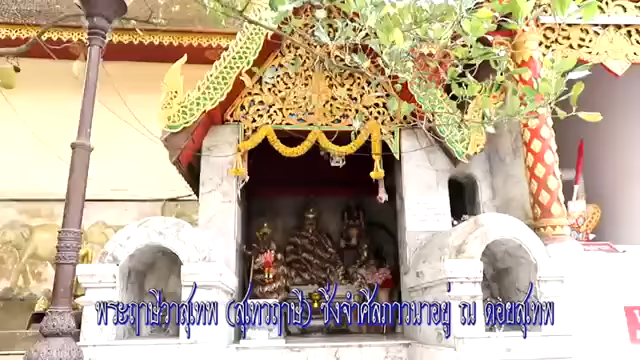 พระฤาษีวาสุเทพ (สุเทวฤาษี) ซึ่งจำศีลภาวนาอยู่ ณ ดอยสุเทพ